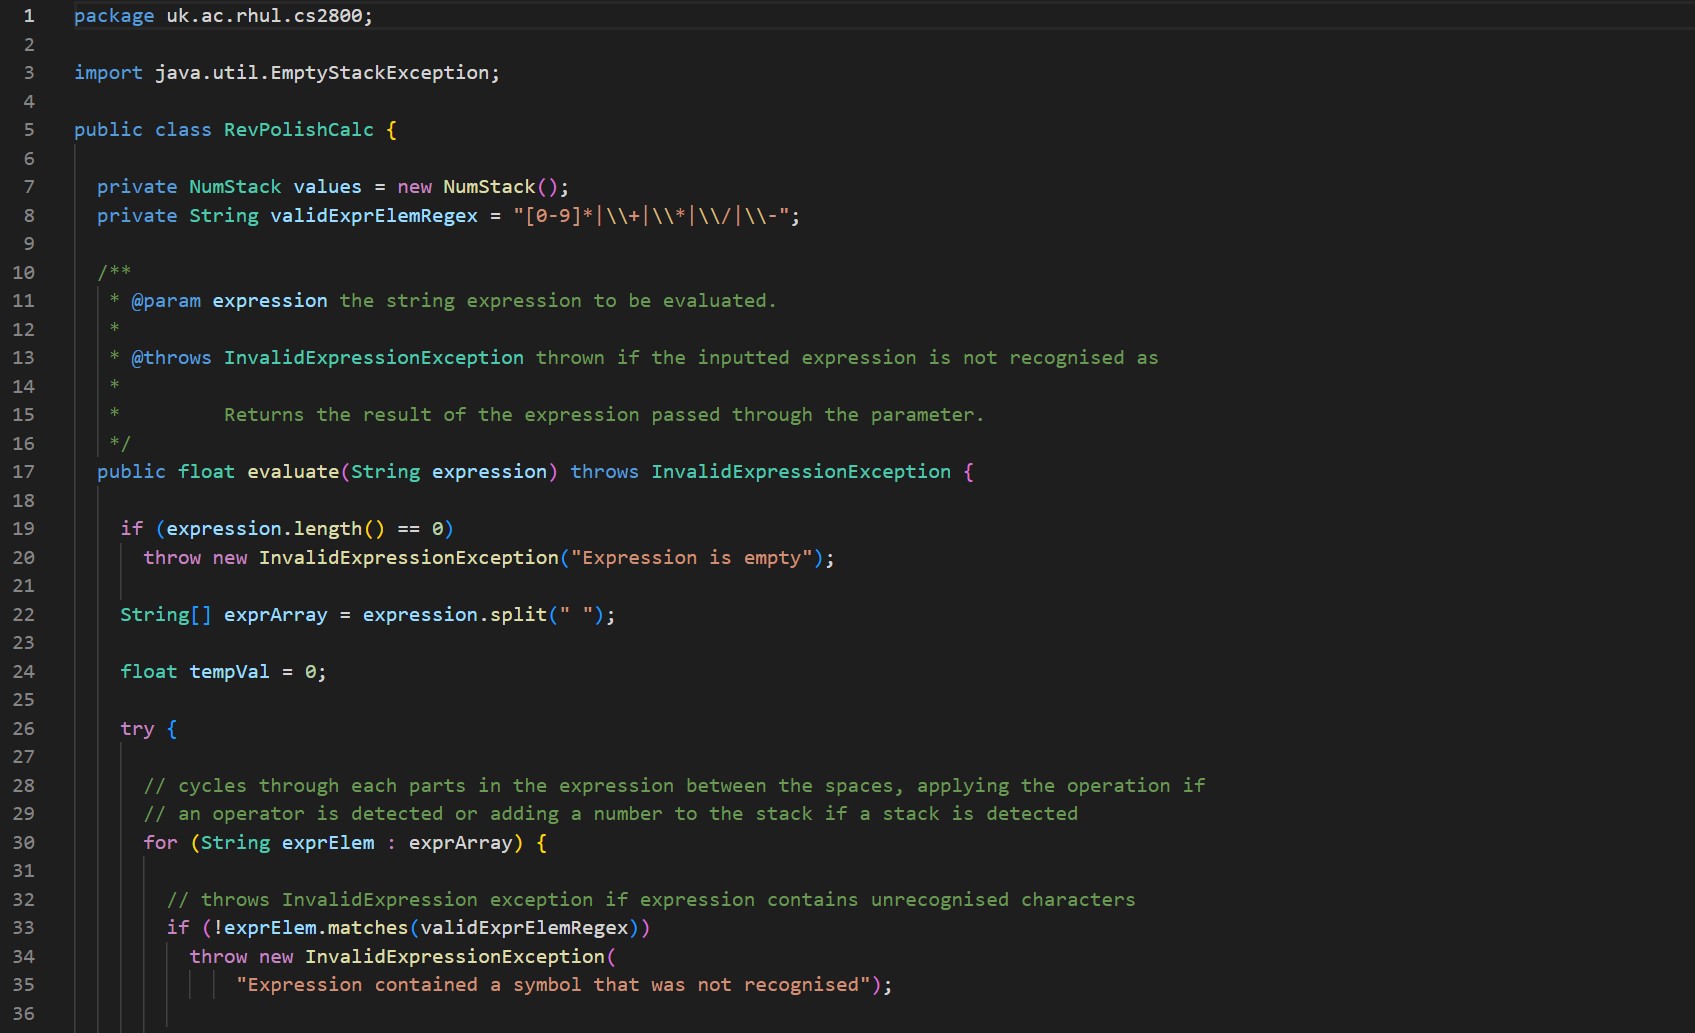 1 package uk.ac.rhul.cs2800;
2
3 import java.util.EmptyStackException;
4
5 public class RevPolishCalc {
6
7 private NumStack values = new NumStack();
8 private String validExprElemRegex = "[0-9]*|\\+|\\*|\\/|\\-";
9
10 /**
11 * @param expression the string expression to be evaluated.
12 *
13 * @throws InvalidExpressionException thrown if the inputted expression is not recognised as
14 *
15 * Returns the result of the expression passed through the parameter.
16 */
17 public float evaluate(String expression) throws InvalidExpressionException {
18
19 if (expression.length() == 0)
20 throw new InvalidExpressionException("Expression is empty");
21
22 String[] exprArray = expression.split(" ");
23
24 float tempVal = 0;
25
26 try {
27
28 // cycles through each parts in the expression between the spaces, applying the operation if
29 // an operator is detected or adding a number to the stack if a stack is detected
30 for (String exprElem : exprArray) {
31
32 // throws InvalidExpression exception if expression contains unrecognised characters
33 if (!exprElem.matches(validExprElemRegex))
34 throw new InvalidExpressionException(
35 "Expression contained a symbol that was not recognised");
36